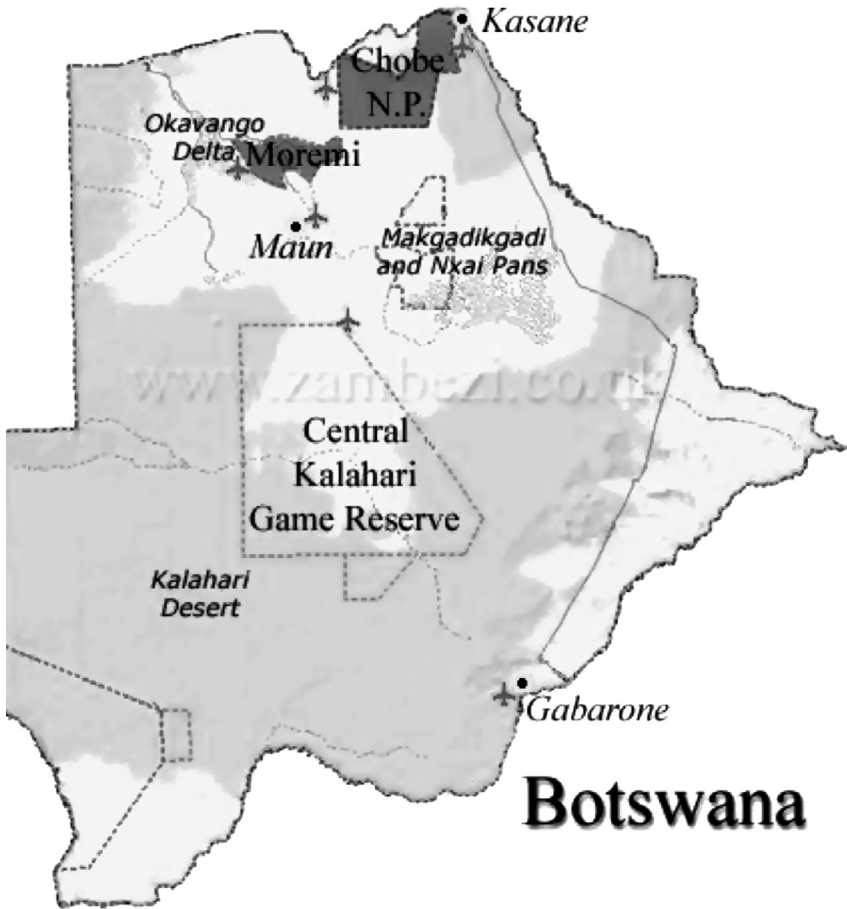 Kasane
Chobe
N.P.
Okavango
Delta
Moremi
Maun
Makgadikgadi
and Nxai Pans
www.zambezi.co.uk
Central
Kalahari
Game Reserve
Kalahari
Desert
Gabarone
Botswana